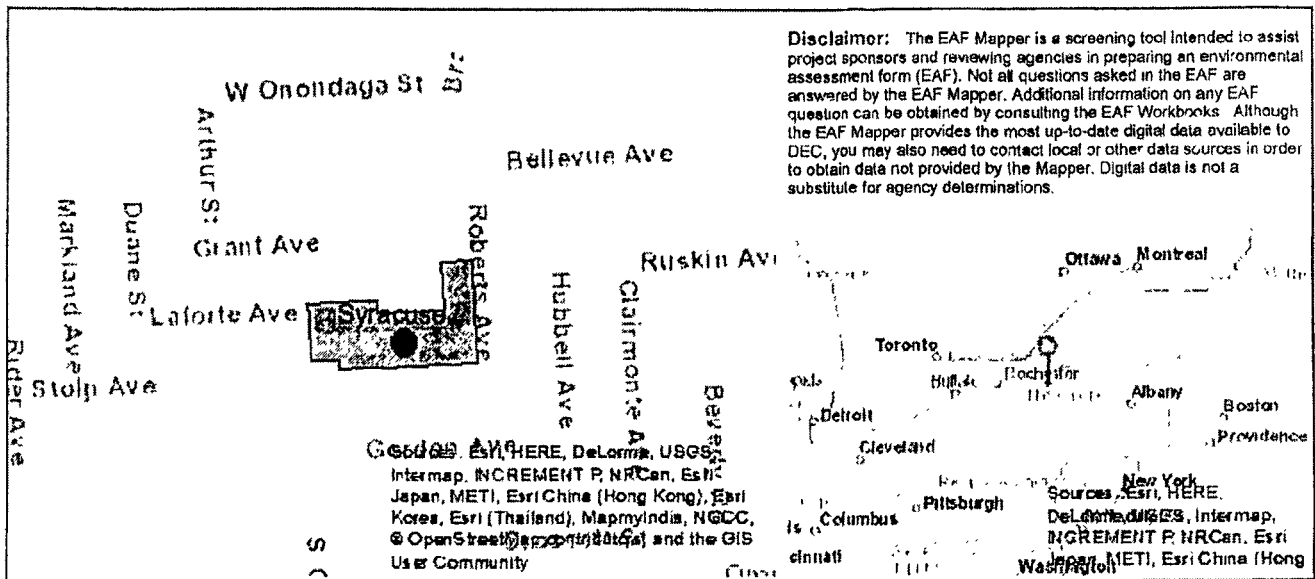 Disclaimer: The EAF Mapper is a screening tool intended to assist
project sponsors and reviewing agencies in preparing an environmental
assessment form (EAF). Not all questions asked in the EAF are
answered by the EAF Mapper. Additional information on any EAF
question can be obtained by consulting the EAF Workbooks. Although
the EAF Mapper provides the most up-to-date digital data available to
DEC, you may also need to contact local or other data sources in order
to obtain data not provided by the Mapper. Digital data is not a
substitute for agency determinations.
W Onondaga St
Arthur St
Bellevue Ave
Markland Ave
Duane St
Grant Ave
Roberts Ave
Ruskin Av
Laforte Ave
Syracuse
Hubbell Ave
Clairmonte A
Rider Ave
Stolp Ave
Esri, HERE, DeLorme, USGS,
Intermap, INCREMENT P, NRCan, Esri
Japan, METI, Esri China (Hong Kong), Esri
Korea, Esri (Thailand), MapmyIndia, NGCC,
© OpenStreetMap contributors, and the GIS
User Community
Ottawa
Montreal
Toronto
Rochester
Buffalo
Albany
Boston
Detroit
Providence
Cleveland
New York
Pittsburgh
Columbus
cinnati
Washington
Sources: Esri, HERE,
DeLorme, USGS, Intermap,
INCREMENT P, NRCan, Esri
Japan, METI, Esri China (Hong